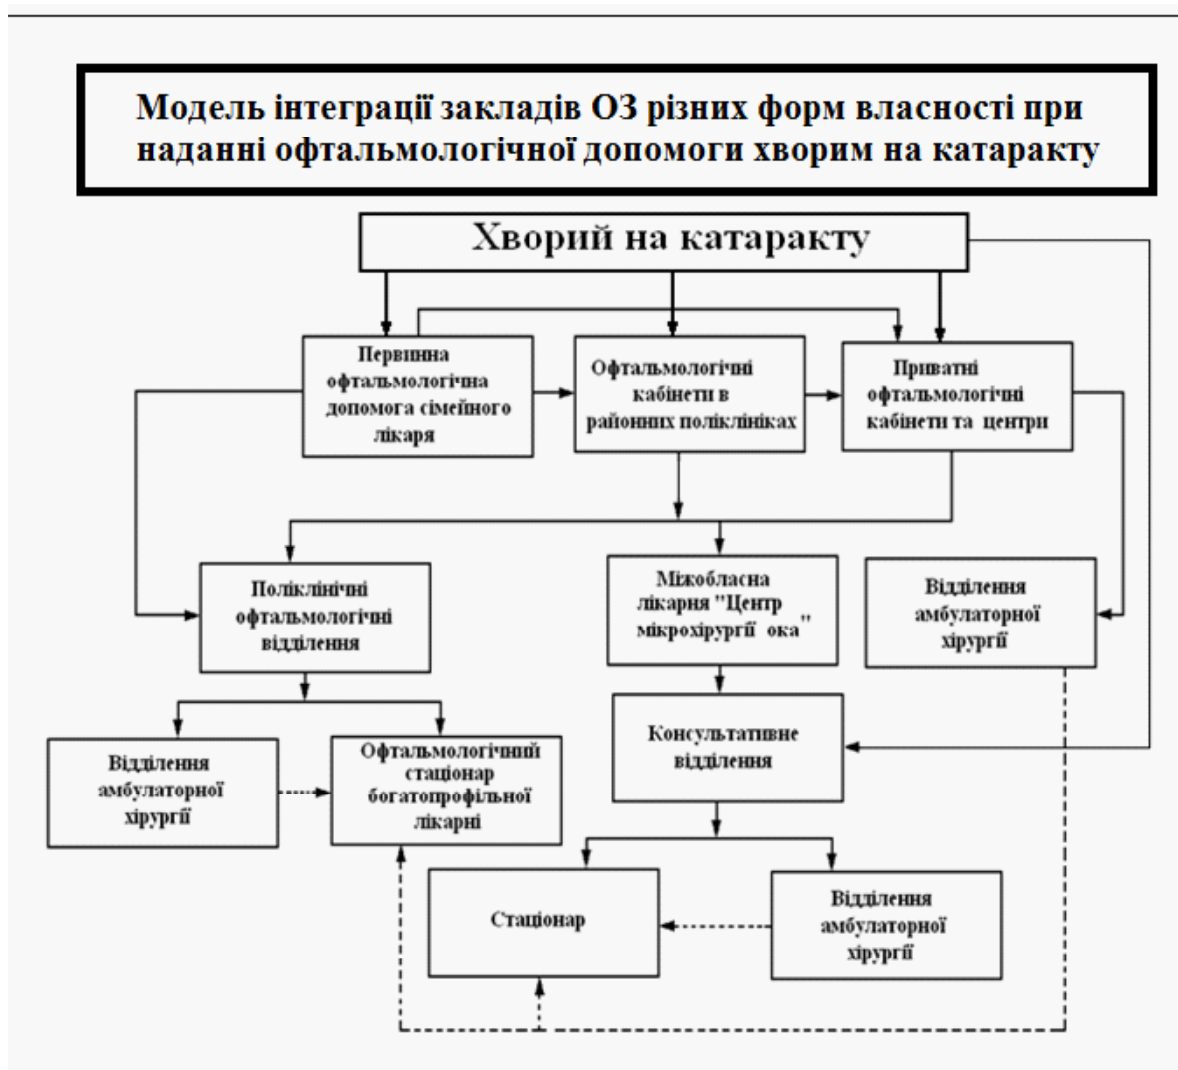 Модель інтеграції закладів ОЗ різних форм власності при
наданні офтальмологічної допомоги хворим на катаракту
Хворий на катаракту
Первинна
офтальмологічна
допомога сімейного
лікаря
Офтальмологічні
кабінети в
районних поліклініках
Приватні
офтальмологічні
кабінети та центри
Поліклінічні
офтальмологічні
відділення
Міжобласна
лікарня "Центр
мікрохірургії ока"
Відділення
амбулаторної
хірургії
Консультативне
відділення
Відділення
амбулаторної
хірургії
Офтальмологічний
стаціонар
богатопрофільної
лікарні
Стаціонар
Відділення
амбулаторної
хірургії